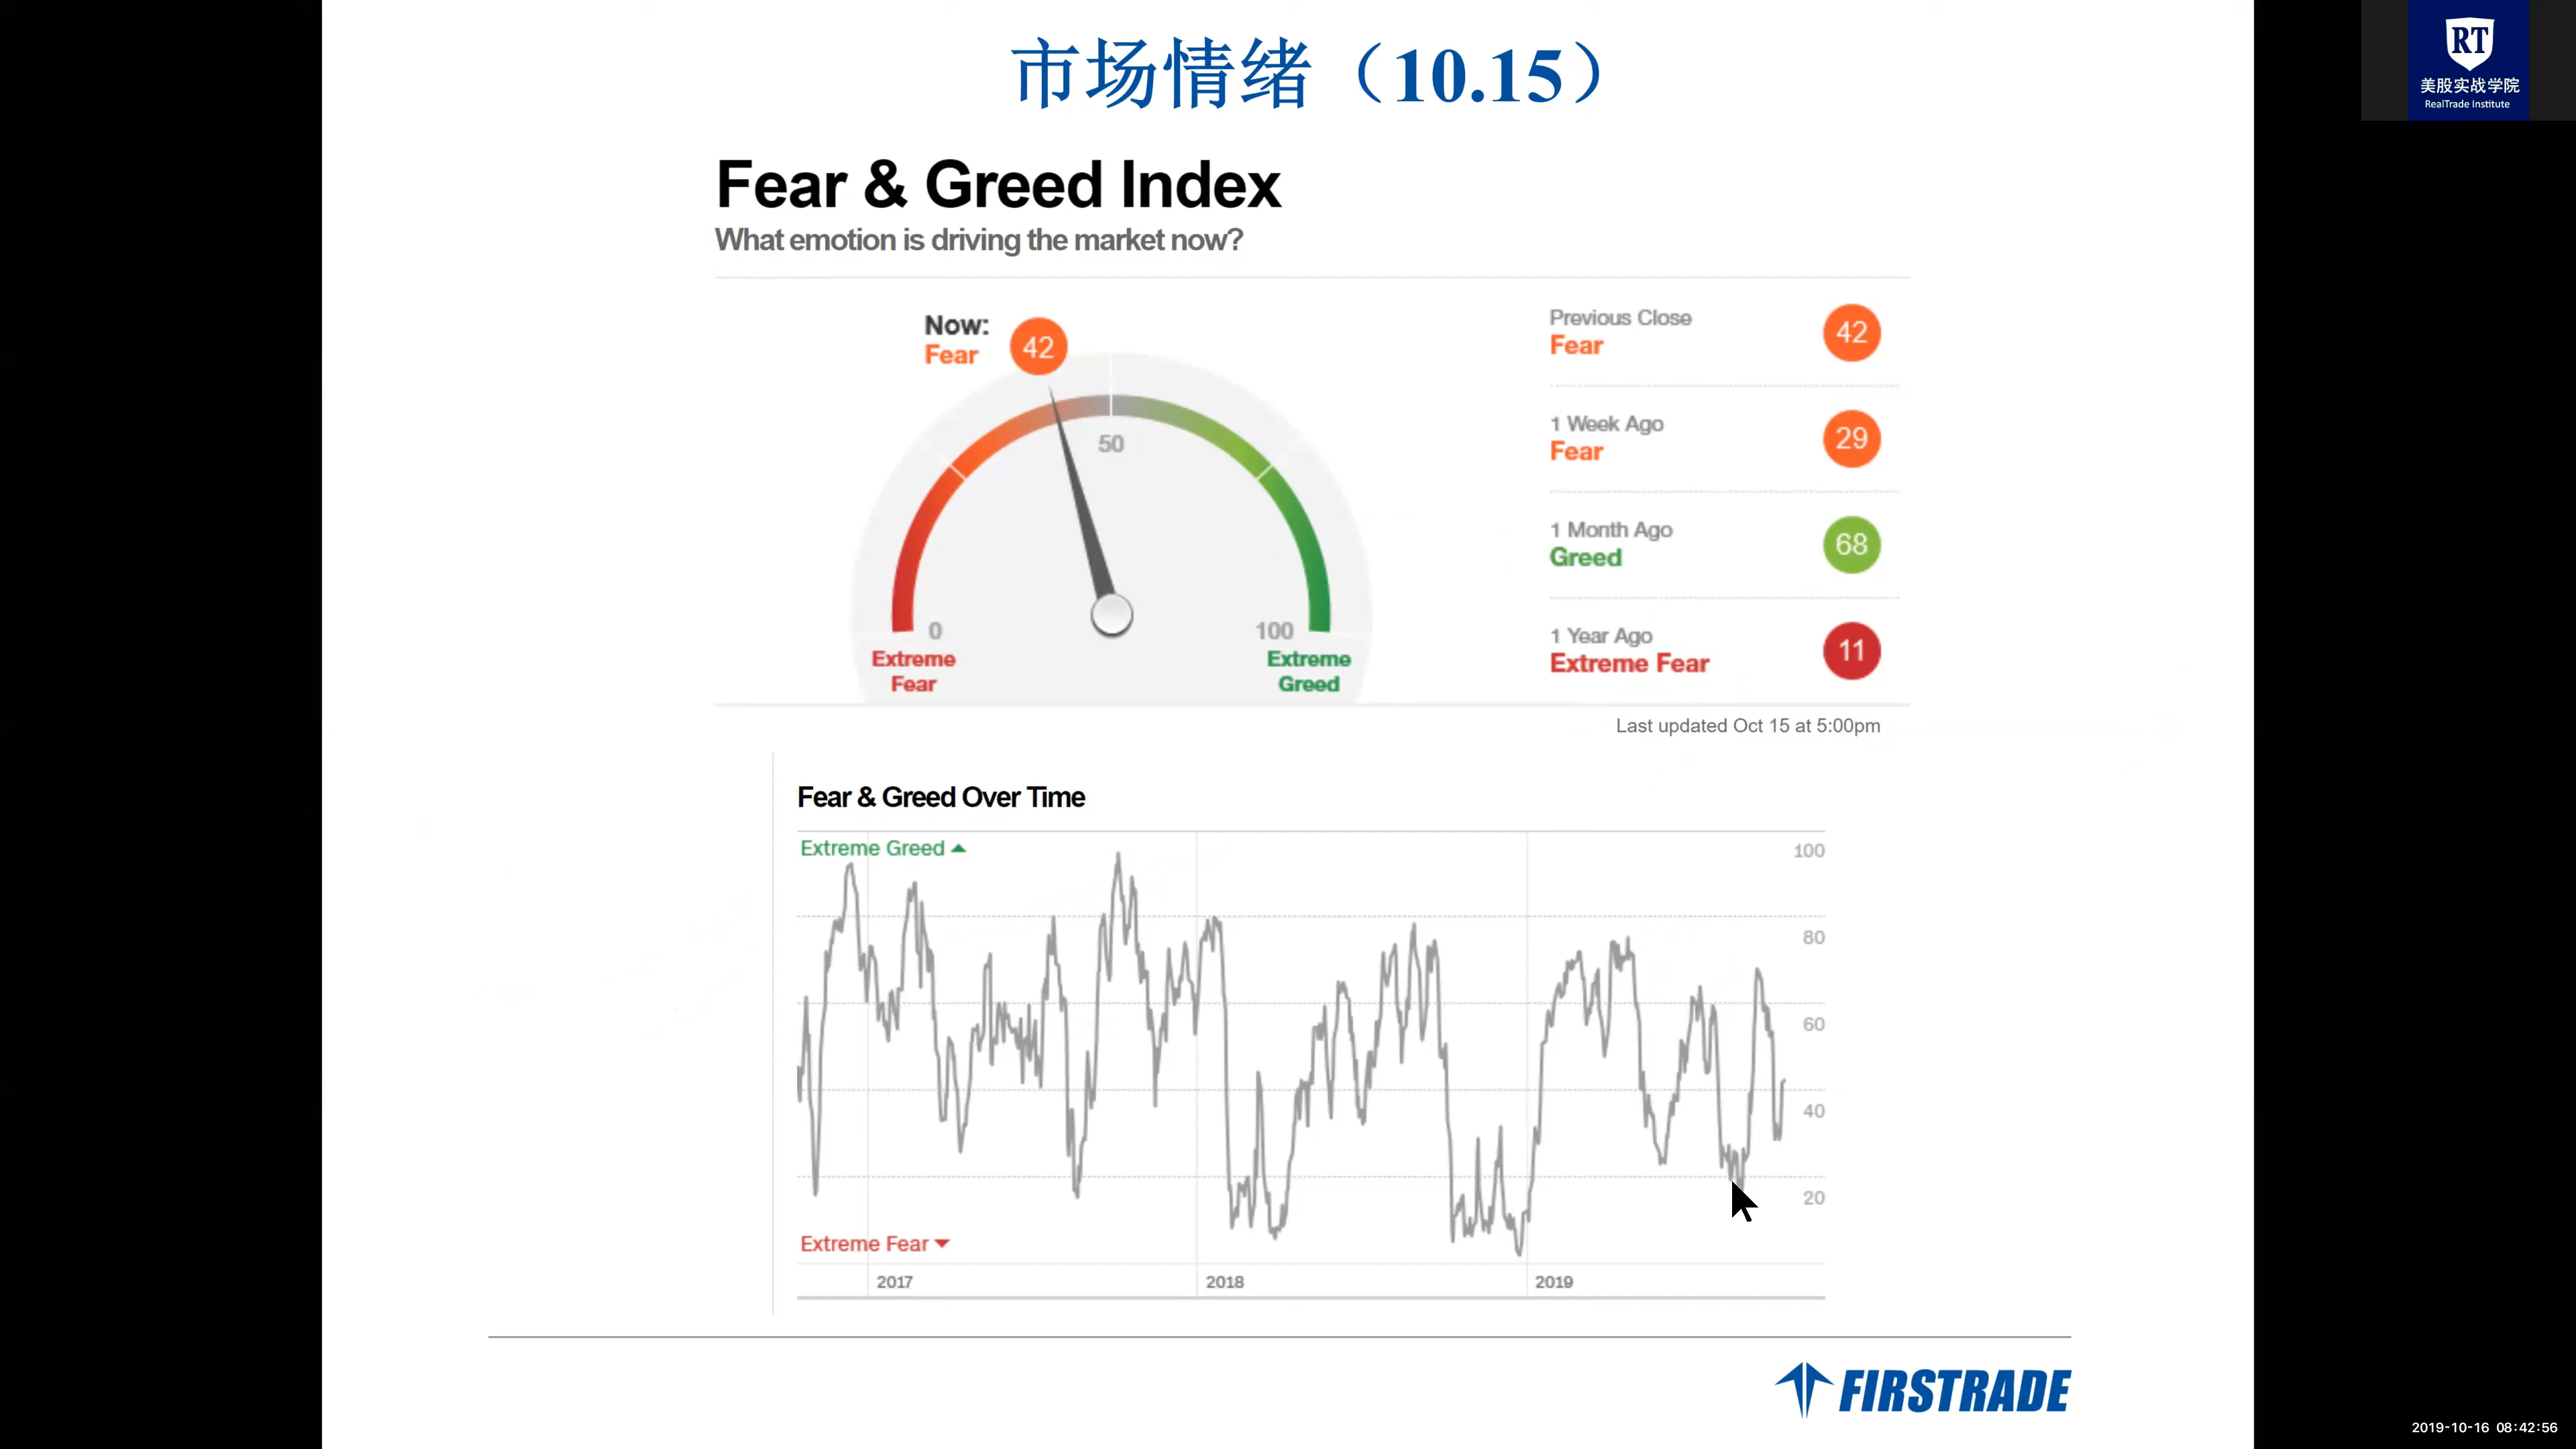 市场情绪（10.15）
RT
美股实战学院
RealTrade Institute
Fear & Greed Index
What emotion is driving the market now?
Now:
Fear
42
50
0
100
Extreme
Fear
Extreme
Greed
Previous Close
Fear
42
1 Week Ago
Fear
29
1 Month Ago
Greed
68
1 Year Ago
Extreme Fear
11
Last updated Oct 15 at 5:00pm
Fear & Greed Over Time
Extreme Greed
100
80
60
40
20
Extreme Fear
2017
2018
2019
FIRSTRADE
2019-10-16 08:42:56